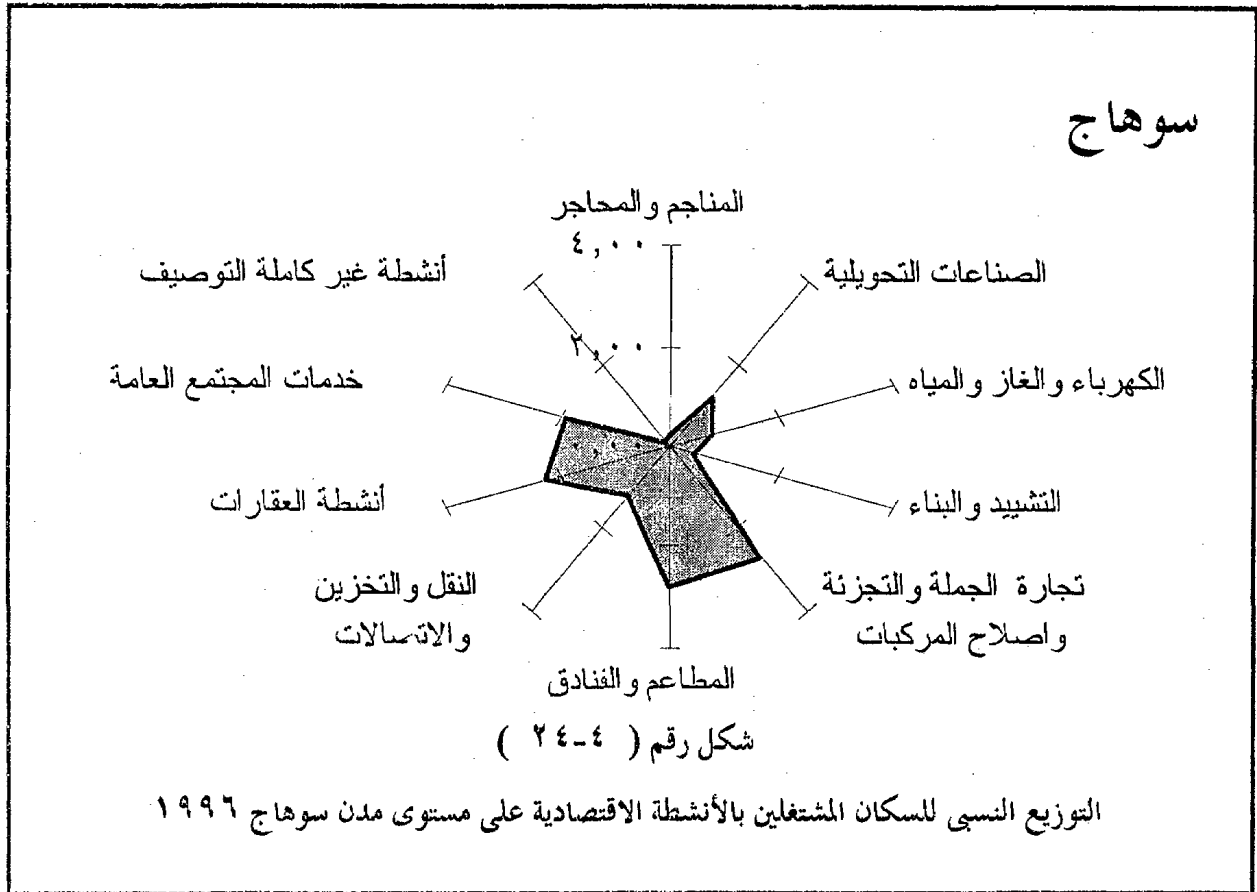 سوهاج
المناجم والمحاجر
٤,٠٠
الصناعات التحويلية
أنشطة غير كاملة التوصيف
٢,٠٠
الكهرباء والغاز والمياه
خدمات المجتمع العامة
٠,٠٠
التشييد والبناء
أنشطة العقارات
تجارة الجملة والتجزئة
واصلاح المركبات
النقل والتخزين
والاتصالات
المطاعم والفنادق
شكل رقم ( ٤-٢٤ )
التوزيع النسبى للسكان المشتغلين بالأنشطة الاقتصادية على مستوى مدن سوهاج ١٩٩٦